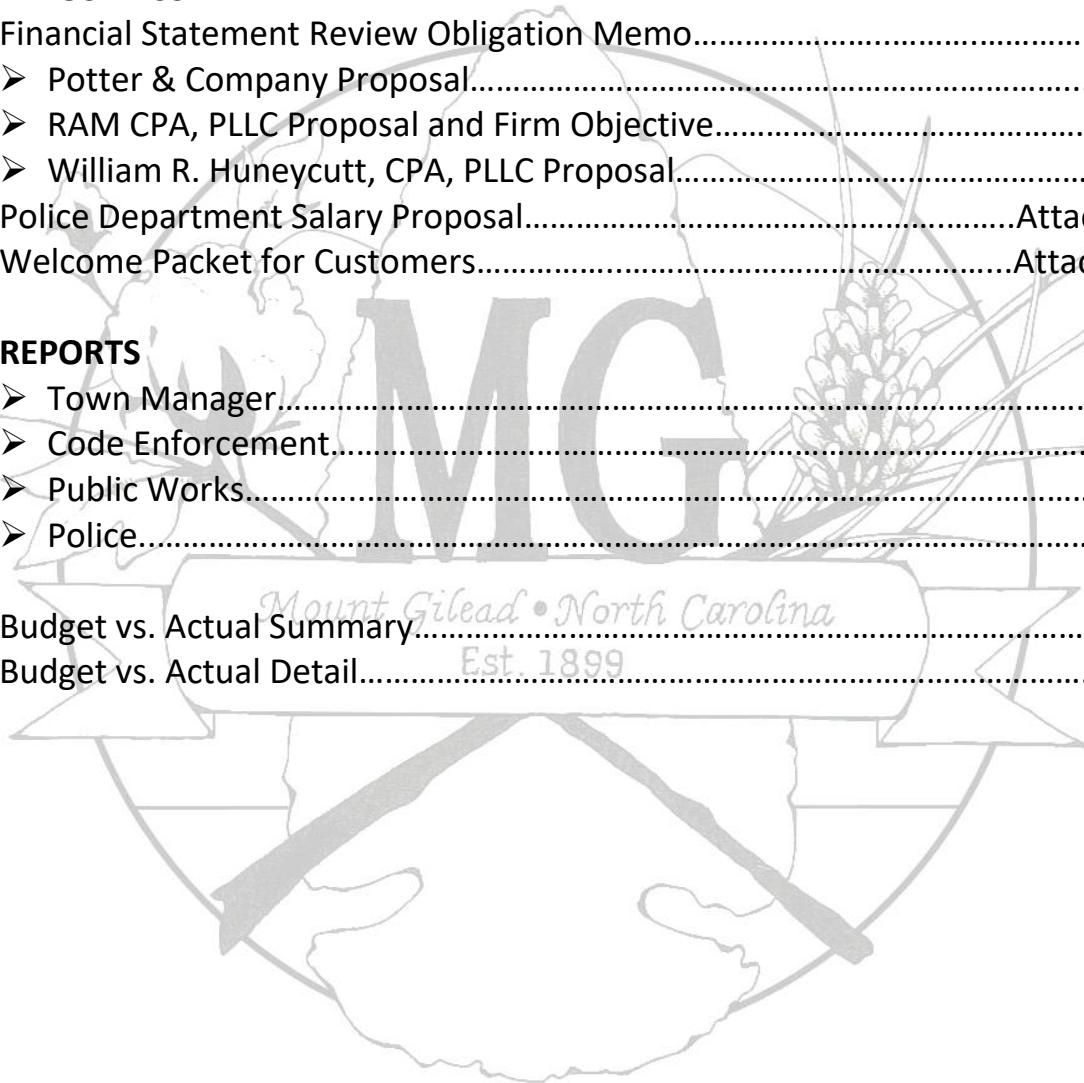 Financial Statement Review Obligation Memo……………………..……………
➢ Potter & Company Proposal…………………………………………………………….
➢ RAM CPA, PLLC Proposal and Firm Objective………………………………….
➢ William R. Huneycutt, CPA, PLLC Proposal……………………………………….
Police Department Salary Proposal……………………………………………...
Welcome Packet for Customers…………………………………………………...
REPORTS
➢ Town Manager……………………………………………………………………………….
➢ Code Enforcement………………………………………………………………………….
➢ Public Works…………………………………………………………………………………..
➢ Police……………………………………………………………………………………………..
MG
Mount Gilead • North Carolina
Est. 1899
Budget vs. Actual Summary……………………………………………………………….
Budget vs. Actual Detail…………………………………………………………………….